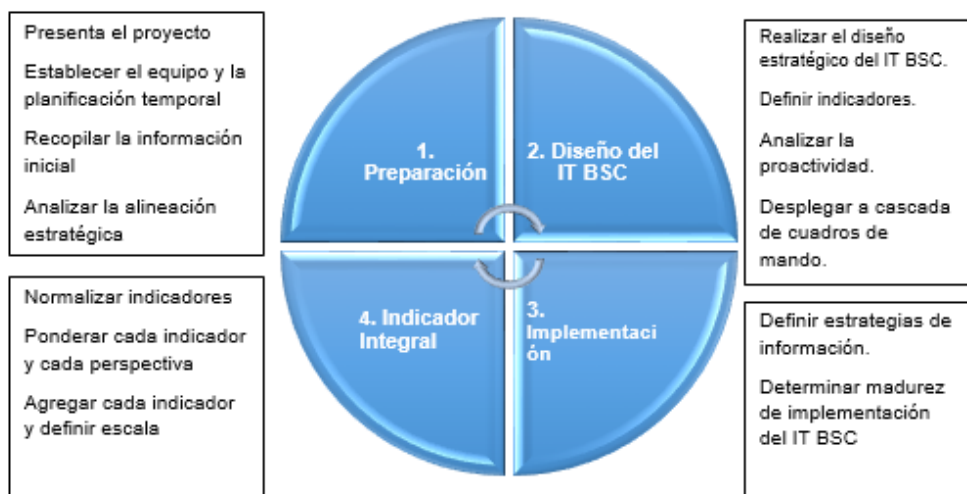 Presenta el proyecto
Establecer el equipo y la
planificación temporal
Recopilar la información
inicial
Analizar la alineación
estratégica
1.
Preparación
2. Diseño del
IT BSC
Realizar el diseño
estratégico del IT BSC.
Definir indicadores.
Analizar la
proactividad.
Desplegar a cascada
de cuadros de
mando.
Normalizar indicadores
Ponderar cada indicador
y cada perspectiva
Agregar cada indicador
y definir escala
4. Indicador
Integral
3.
Implementaci
ón
Definir estrategias de
información.
Determinar madurez
de implementación
del IT BSC